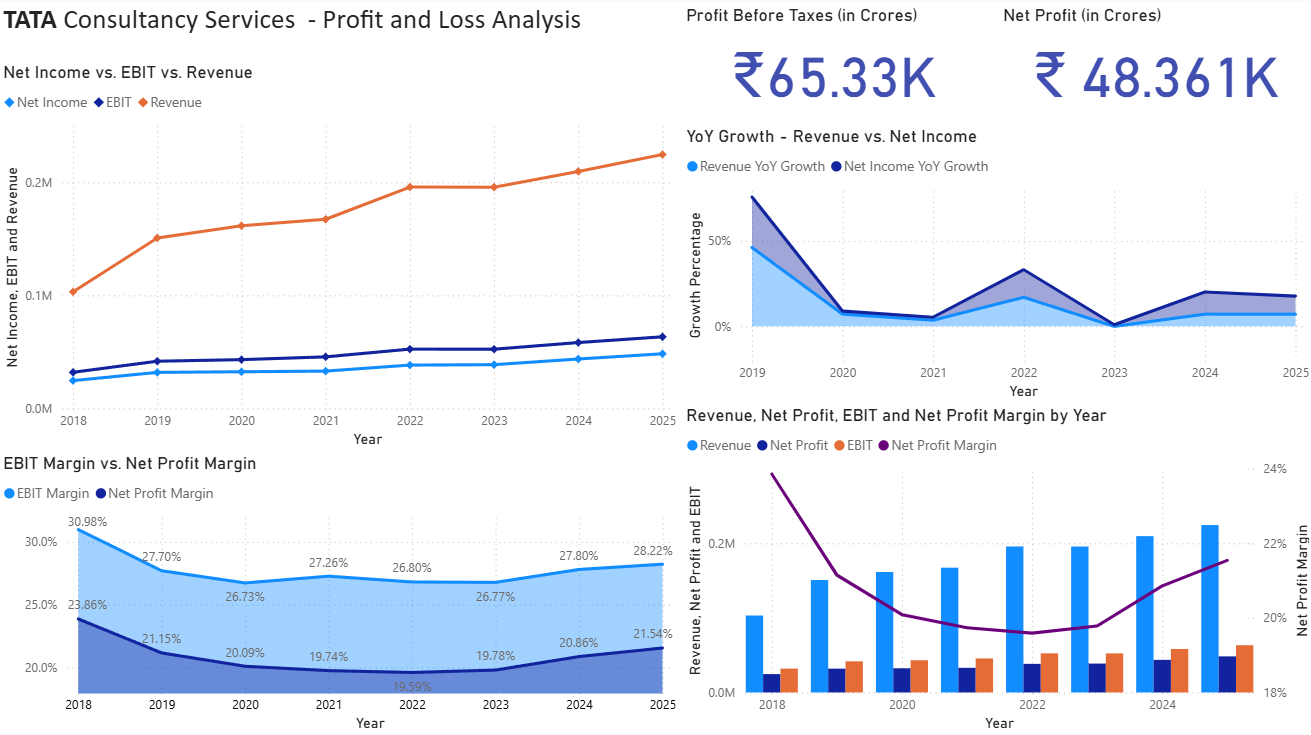 TATA Consultancy Services - Profit and Loss Analysis
Profit Before Taxes (in Crores)
₹65.33K
Net Profit (in Crores)
₹ 48.361K
Net Income vs. EBIT vs. Revenue
Net Income EBIT Revenue
Net Income, EBIT and Revenue
0.2M
0.1M
0.0M
2018 2019 2020 2021 2022 2023 2024 2025
Year
YoY Growth - Revenue vs. Net Income
Revenue YoY Growth Net Income YoY Growth
Growth Percentage
50%
0%
2019 2020 2021 2022 2023 2024 2025
Year
EBIT Margin vs. Net Profit Margin
EBIT Margin Net Profit Margin
30.0%
25.0%
20.0%
30.98% 27.70% 26.73% 27.26% 26.80% 26.77% 27.80% 28.22%
23.86% 21.15% 20.09% 19.74% 19.59% 19.78% 20.86% 21.54%
2018 2019 2020 2021 2022 2023 2024 2025
Year
Revenue, Net Profit, EBIT and Net Profit Margin by Year
Revenue Net Profit EBIT Net Profit Margin
Revenue, Net Profit and EBIT
0.2M
0.0M
24%
22%
20%
18%
Net Profit Margin
2018 2020 2022 2024
Year